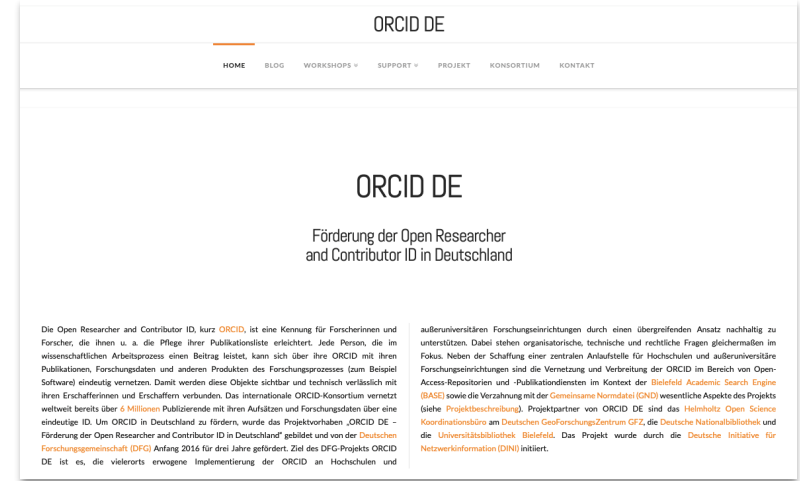 ORCID DE
HOME BLOG WORKSHOPS ≡ SUPPORT ≡ PROJEKT KONSORTIUM KONTAKT
ORCID DE
Förderung der Open Researcher
and Contributor ID in Deutschland
Die Open Researcher and Contributor ID, kurz ORCID, ist eine Kennung für Forscherinnen und
Forscher, die ihnen u. a. die Pflege ihrer Publikationsliste erleichtert. Jede Person, die im
wissenschaftlichen Arbeitsprozess einen Beitrag leistet, kann sich über ihre ORCID mit ihren
Publikationen, Forschungsdaten und anderen Produkten des Forschungsprozesses (zum Beispiel
Software) eindeutig vernetzen. Damit werden diese Objekte sichtbar und technisch verlässlich mit
ihren Erschafferinnen und Erschaffern verbunden. Das internationale ORCID-Konsortium vernetzt
weltweit bereits über 6 Millionen Publizierende mit ihren Aufsätzen und Forschungsdaten über eine
eindeutige ID. Um ORCID in Deutschland zu fördern, wurde das Projektvorhaben „ORCID DE –
Förderung der Open Researcher and Contributor ID in Deutschland“ gebildet und von der Deutschen
Forschungsgemeinschaft (DFG) Anfang 2016 für drei Jahre gefördert. Ziel des DFG-Projekts ORCID
DE ist es, die vielerorts erwogene Implementierung der ORCID an Hochschulen und
außeruniversitären Forschungseinrichtungen durch einen übergreifenden Ansatz nachhaltig zu
unterstützen. Dabei stehen organisatorische, technische und rechtliche Fragen gleichermaßen im
Fokus. Neben der Schaffung einer zentralen Anlaufstelle für Hochschulen und außeruniversitäre
Forschungseinrichtungen sind die Vernetzung und Verbreitung der ORCID im Bereich von Open-
Access-Repositorien und -Publikationsdiensten im Kontext der Bielefeld Academic Search Engine
(BASE) sowie die Verzahnung mit der Gemeinsame Normdatei (GND) wesentliche Aspekte des Projekts
(siehe Projektbeschreibung). Projektpartner von ORCID DE sind das Helmholtz Open Science
Koordinationsbüro am Deutschen GeoForschungsZentrum GFZ, die Deutsche Nationalbibliothek und
die Universitätsbibliothek Bielefeld. Das Projekt wurde durch die Deutsche Initiative für
Netzwerkinformation (DINI) initiiert.